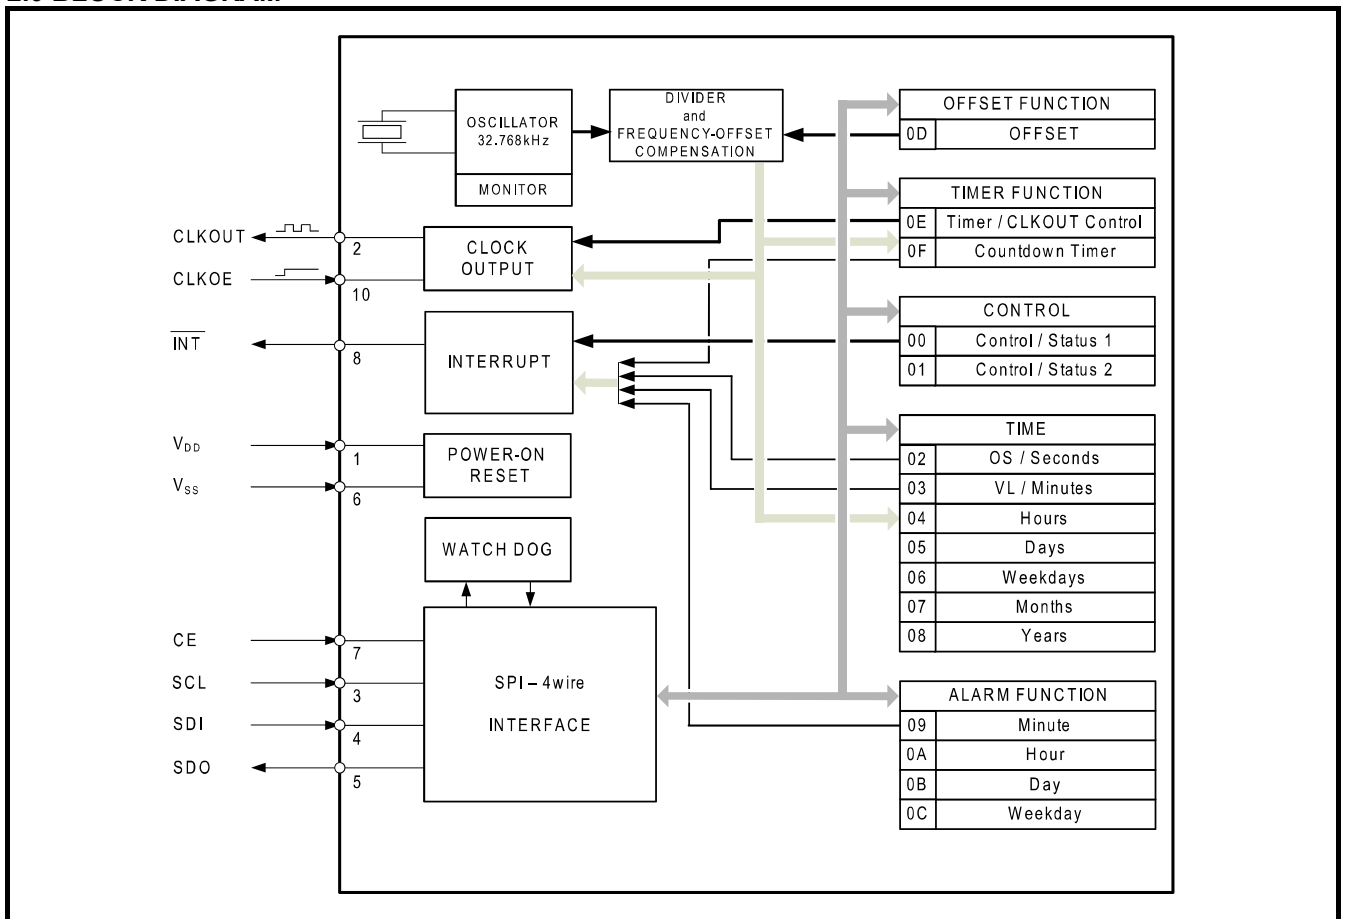 OSCILLATOR
32.768kHz
MONITOR
DIVIDER
and
FREQUENCY-OFFSET
COMPENSATION
OFFSET FUNCTION
0D OFFSET
TIMER FUNCTION
0E Timer / CLKOUT Control
0F Countdown Timer
CLKOUT
2
CLOCK
OUTPUT
CLKOE
10
CONTROL
00 Control / Status 1
01 Control / Status 2
INT
8
INTERRUPT
TIME
02 OS / Seconds
03 VL / Minutes
04 Hours
05 Days
06 Weekdays
07 Months
08 Years
VDD
1
POWER-ON
RESET
VSS
6
WATCH DOG
CE
7
SCL
3
SDI
4
SDO
5
SPI – 4wire
INTERFACE
ALARM FUNCTION
09 Minute
0A Hour
0B Day
0C Weekday